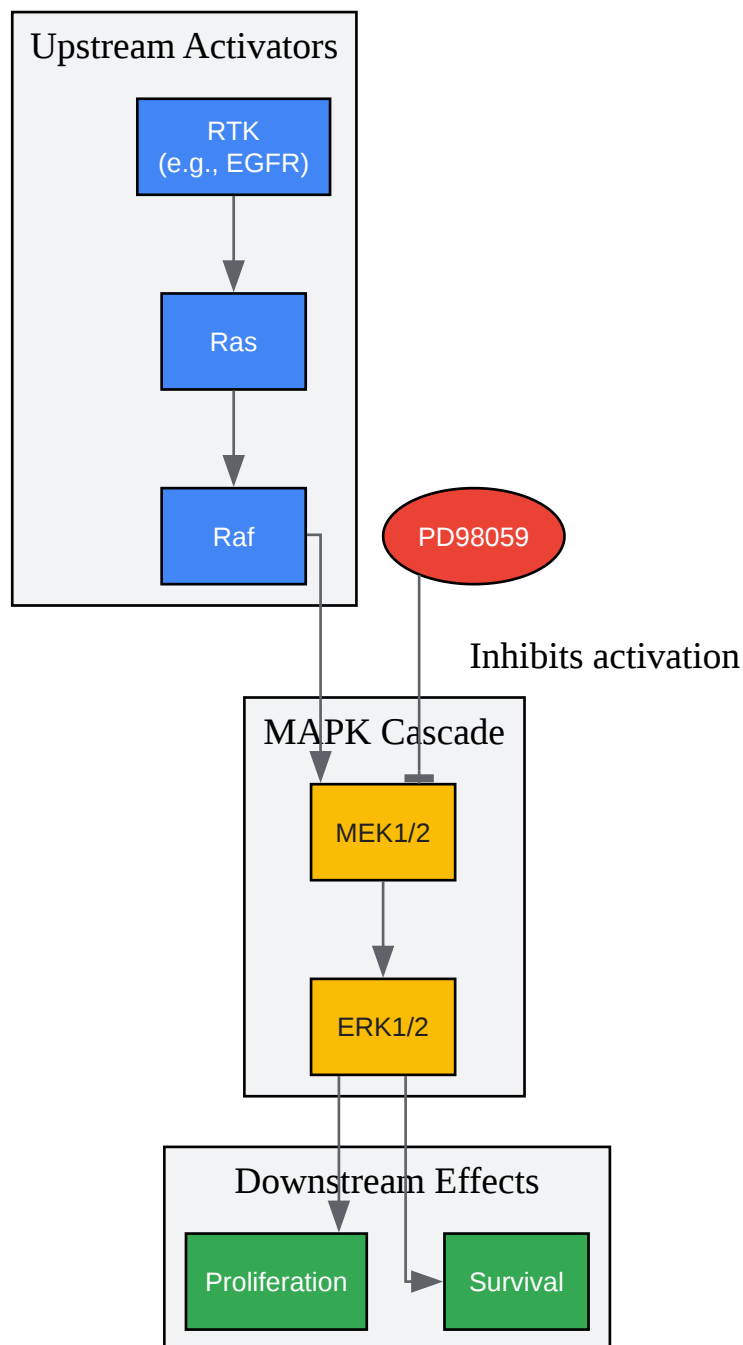 Upstream Activators
RTK
(e.g., EGFR)
Ras
Raf
PD98059
Inhibits activation
MAPK Cascade
MEK1/2
ERK1/2
Downstream Effects
Proliferation
Survival